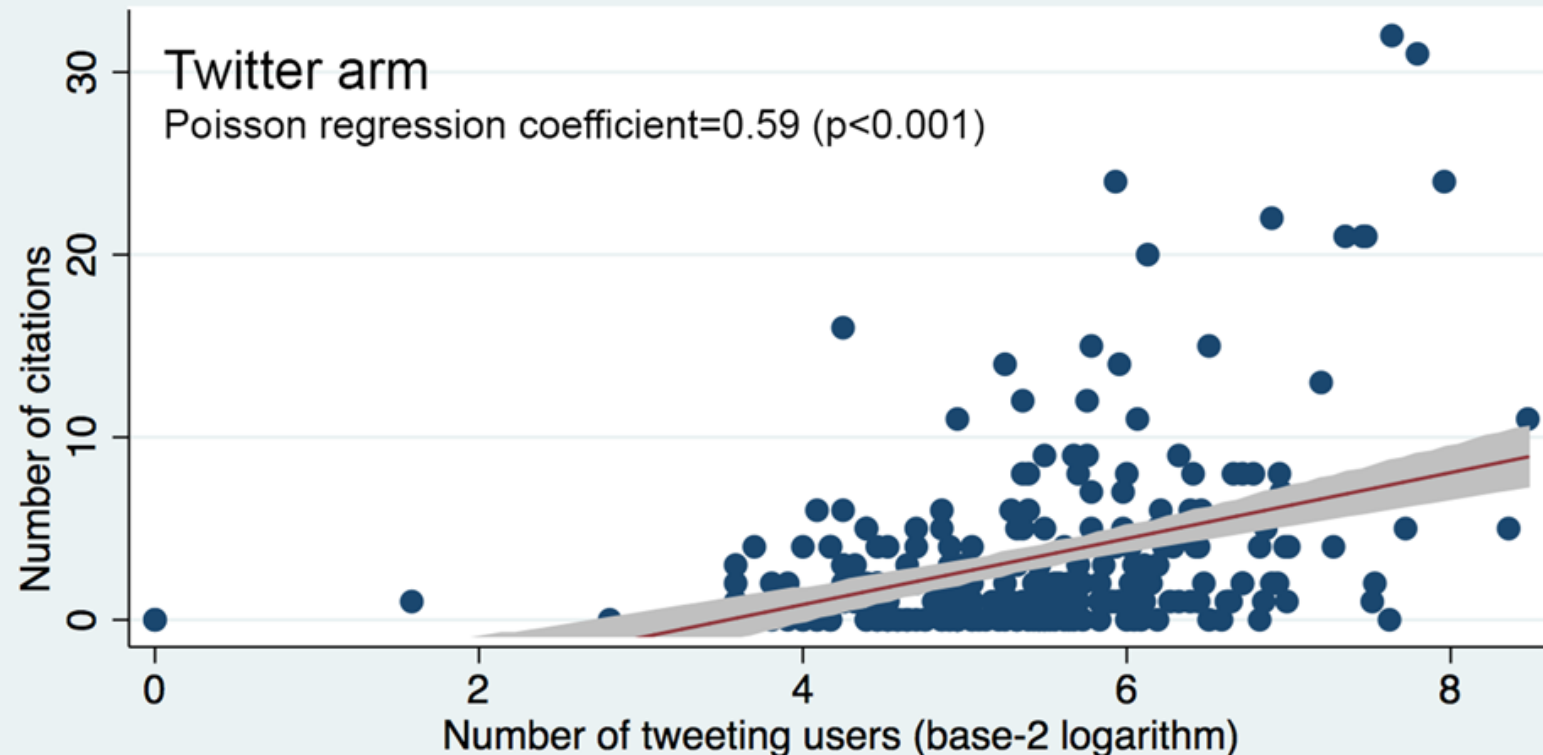 Twitter arm
Poisson regression coefficient=0.59 (p<0.001)
Number of citations
30
20
10
0
0 2 4 6 8
Number of tweeting users (base-2 logarithm)